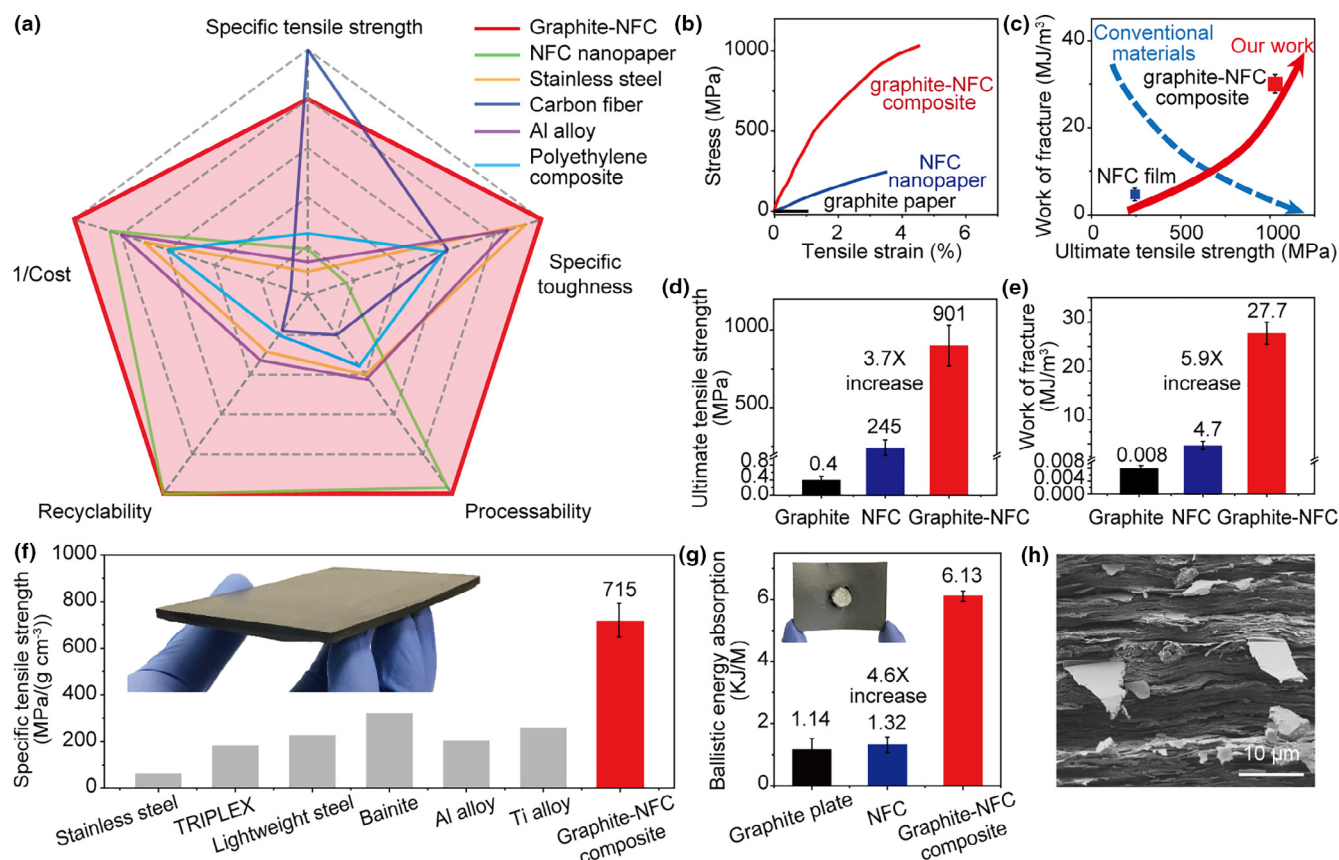 (a)
Specific tensile strength
Specific
toughness
Processability
Recyclability
1/Cost
Graphite-NFC
NFC nanopaper
Stainless steel
Carbon fiber
Al alloy
Polyethylene
composite
(b)
Stress (MPa)
1000
500
0
graphite-NFC
composite
NFC
nanopaper
graphite paper
0 2 4 6
Tensile strain (%)
(c)
Work of fracture (MJ/m³)
40
20
0
Conventional
materials
Our work
graphite-NFC
composite
NFC film
0 500 1000
Ultimate tensile strength (MPa)
(d)
Ultimate tensile strength
(MPa)
1000
500
0.8
0.4
0.0
901
3.7X
increase
245
0.4
Graphite NFC Graphite-NFC
(e)
Work of fracture
(MJ/m³)
30
25
20
15
10
5
0.008
0.004
0.000
27.7
5.9X
increase
4.7
0.008
Graphite NFC Graphite-NFC
(f)
Specific tensile strength
(MPa/(g cm⁻³))
1000
800
600
400
200
0
715
Stainless steel
TRIPLEX
Lightweight steel
Bainite
Al alloy
Ti alloy
Graphite-NFC
composite
(g)
Ballistic energy absorption
(KJ/M)
6
4
2
0
6.13
4.6X
increase
1.14
1.32
Graphite plate
NFC
Graphite-NFC
composite
(h)
10 μm